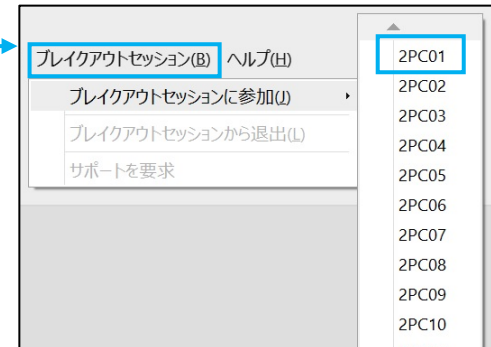 ブレイクアウトセッション(B) ヘルプ(H)
ブレイクアウトセッションに参加(J)
ブレイクアウトセッションから退出(L)
サポートを要求
2PC01
2PC02
2PC03
2PC04
2PC05
2PC06
2PC07
2PC08
2PC09
2PC10